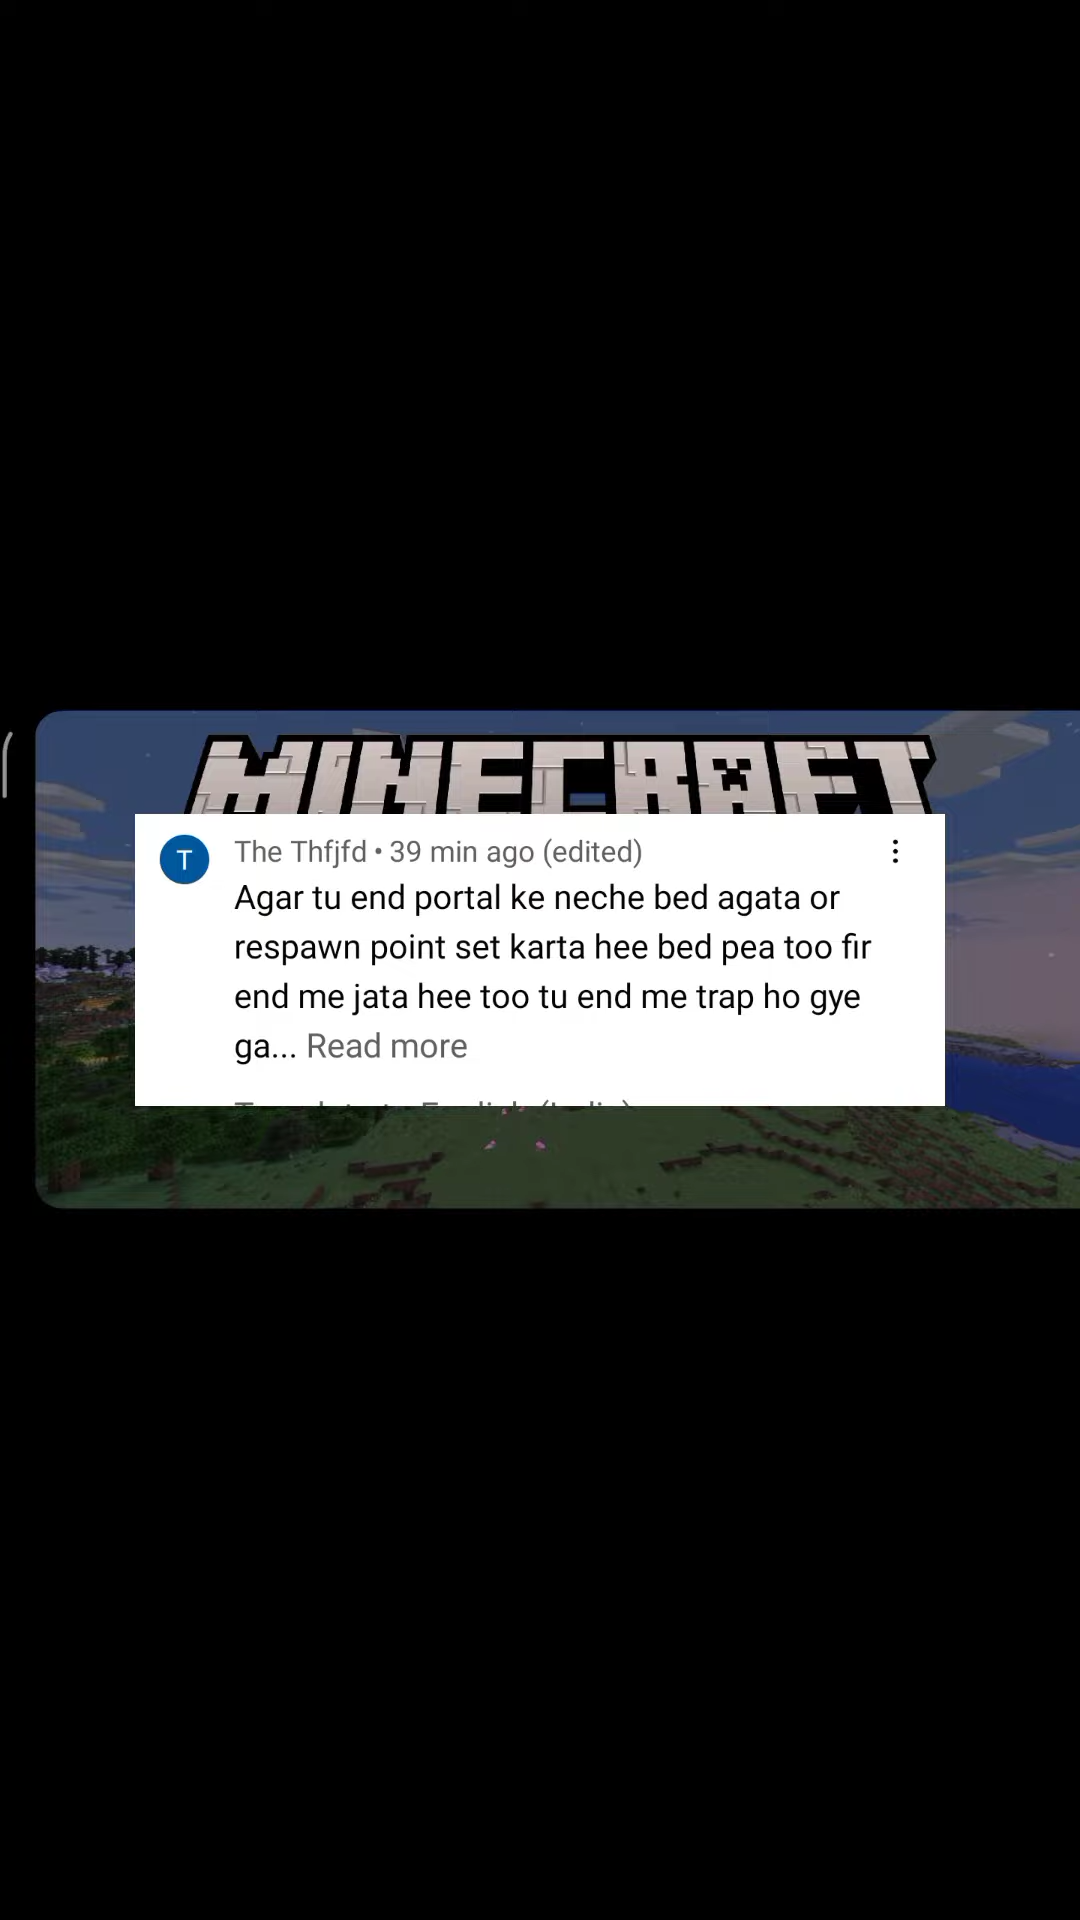 MINECRAFT
T
The Thfjfd • 39 min ago (edited)
Agar tu end portal ke neche bed agata or
respawn point set karta hee bed pea too fir
end me jata hee too tu end me trap ho gye
ga... Read more